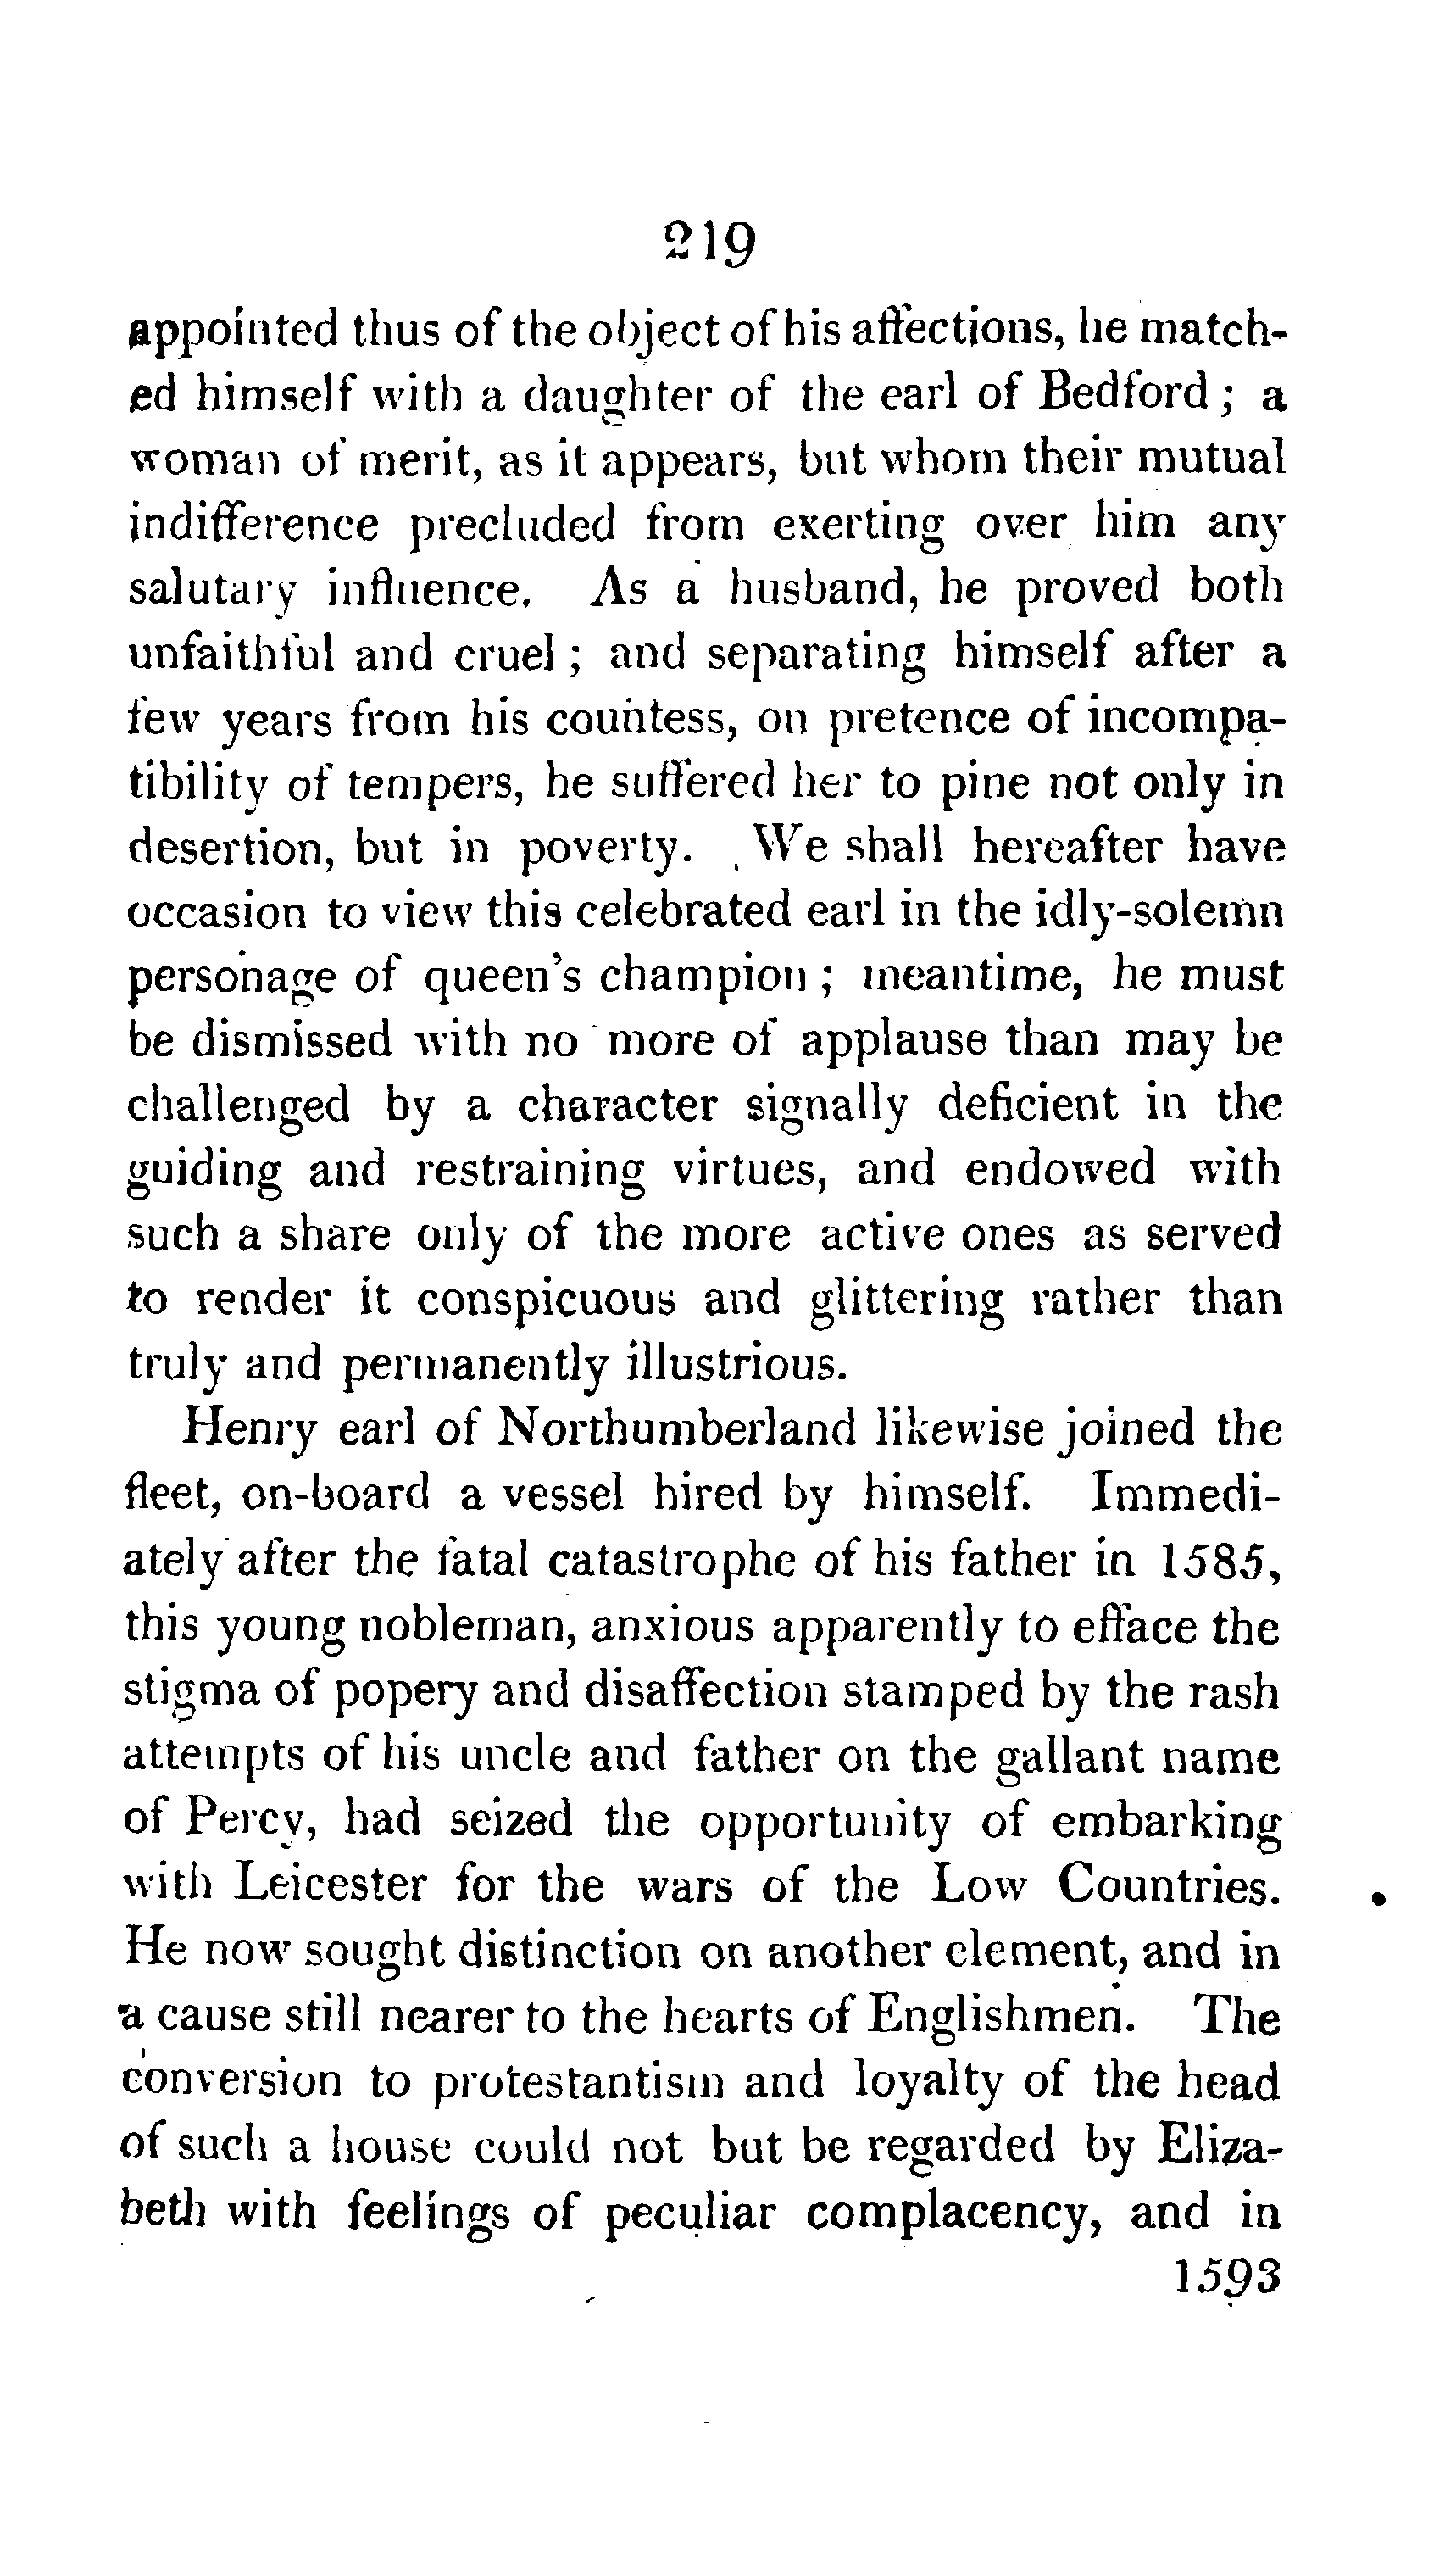 219
appointed thus of the object of his affections, he match-
ed himself with a daughter of the earl of Bedford; a
woman of merit, as it appears, but whom their mutual
indifference precluded from exerting over him any
salutary influence. As a husband, he proved both
unfaithful and cruel; and separating himself after a
few years from his countess, on pretence of incompa-
tibility of tempers, he suffered her to pine not only in
desertion, but in poverty. We shall hereafter have
occasion to view this celebrated earl in the idly-solemn
personage of queen's champion; meantime, he must
be dismissed with no more of applause than may be
challenged by a character signally deficient in the
guiding and restraining virtues, and endowed with
such a share only of the more active ones as served
to render it conspicuous and glittering rather than
truly and permanently illustrious.
Henry earl of Northumberland likewise joined the
fleet, on-board a vessel hired by himself. Immedi-
ately after the fatal catastrophe of his father in 1585,
this young nobleman, anxious apparently to efface the
stigma of popery and disaffection stamped by the rash
attempts of his uncle and father on the gallant name
of Percy, had seized the opportunity of embarking
with Leicester for the wars of the Low Countries.
He now sought distinction on another element, and in
a cause still nearer to the hearts of Englishmen. The
conversion to protestantism and loyalty of the head
of such a house could not but be regarded by Eliza-
beth with feelings of peculiar complacency, and in
1593